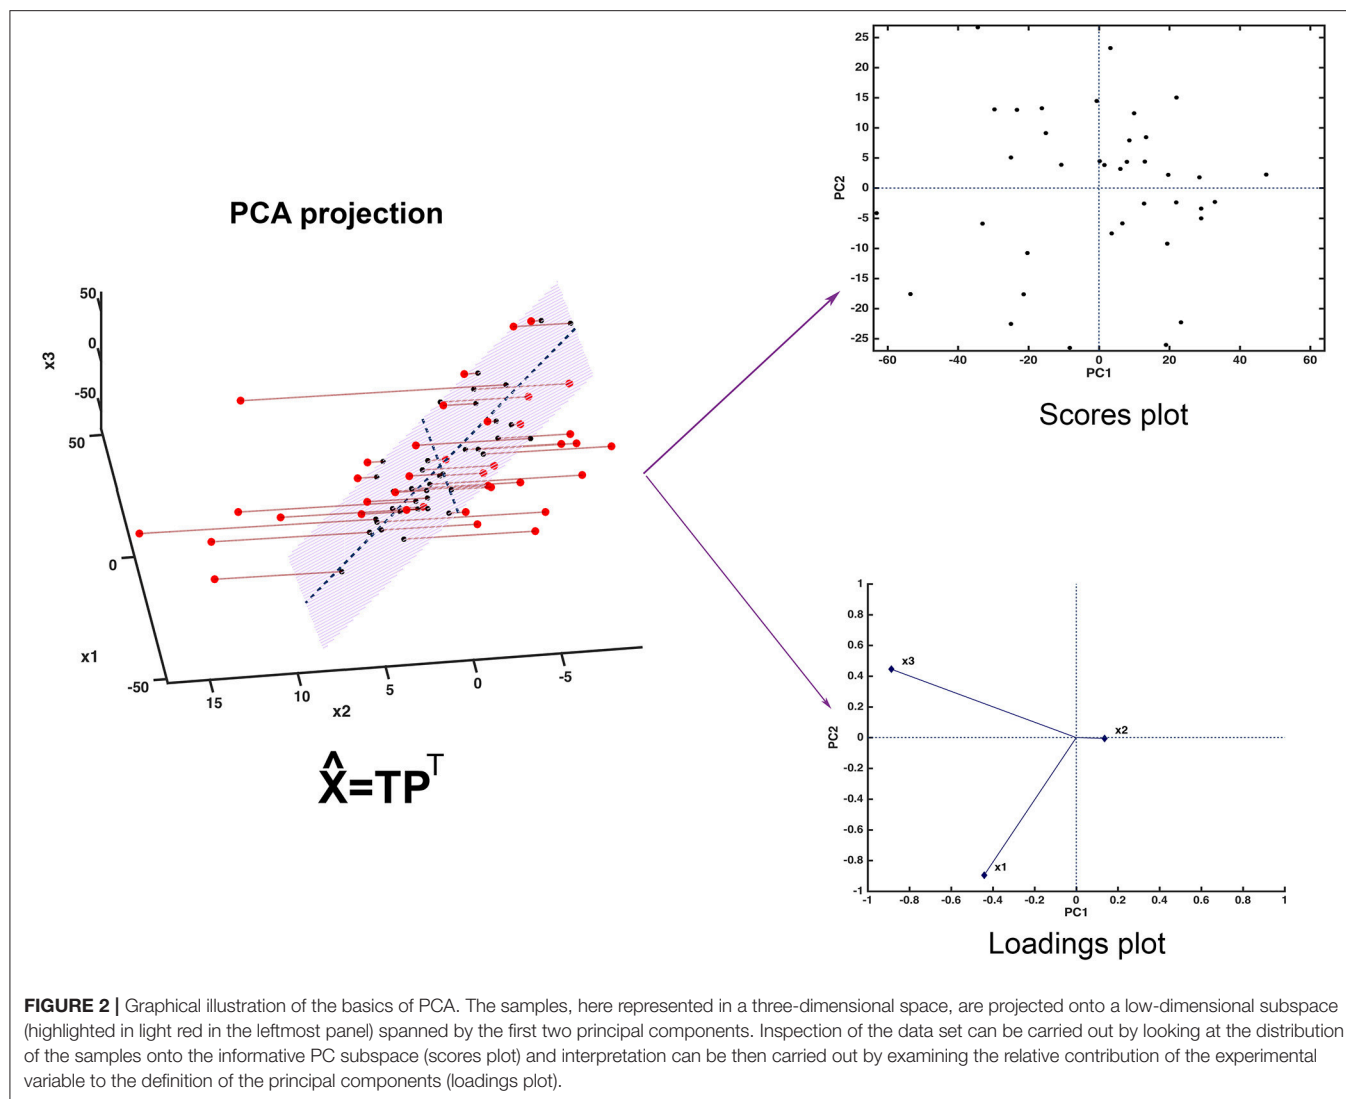 PCA projection
50
0
-50
x3
50
0
-50
x1
15
10
5
0
-5
x2
X̂=TPᵀ
25
20
15
10
5
0
-5
-10
-15
-20
-25
PC2
-60 -40 -20 0 20 40 60
PC1
Scores plot
1
0.8
0.6
0.4
0.2
0
-0.2
-0.4
-0.6
-0.8
-1
PC2
x3
x2
x1
-1 -0.8 -0.6 -0.4 -0.2 0 0.2 0.4 0.6 0.8 1
PC1
Loadings plot
FIGURE 2 | Graphical illustration of the basics of PCA. The samples, here represented in a three-dimensional space, are projected onto a low-dimensional subspace
(highlighted in light red in the leftmost panel) spanned by the first two principal components. Inspection of the data set can be carried out by looking at the distribution
of the samples onto the informative PC subspace (scores plot) and interpretation can be then carried out by examining the relative contribution of the experimental
variable to the definition of the principal components (loadings plot).